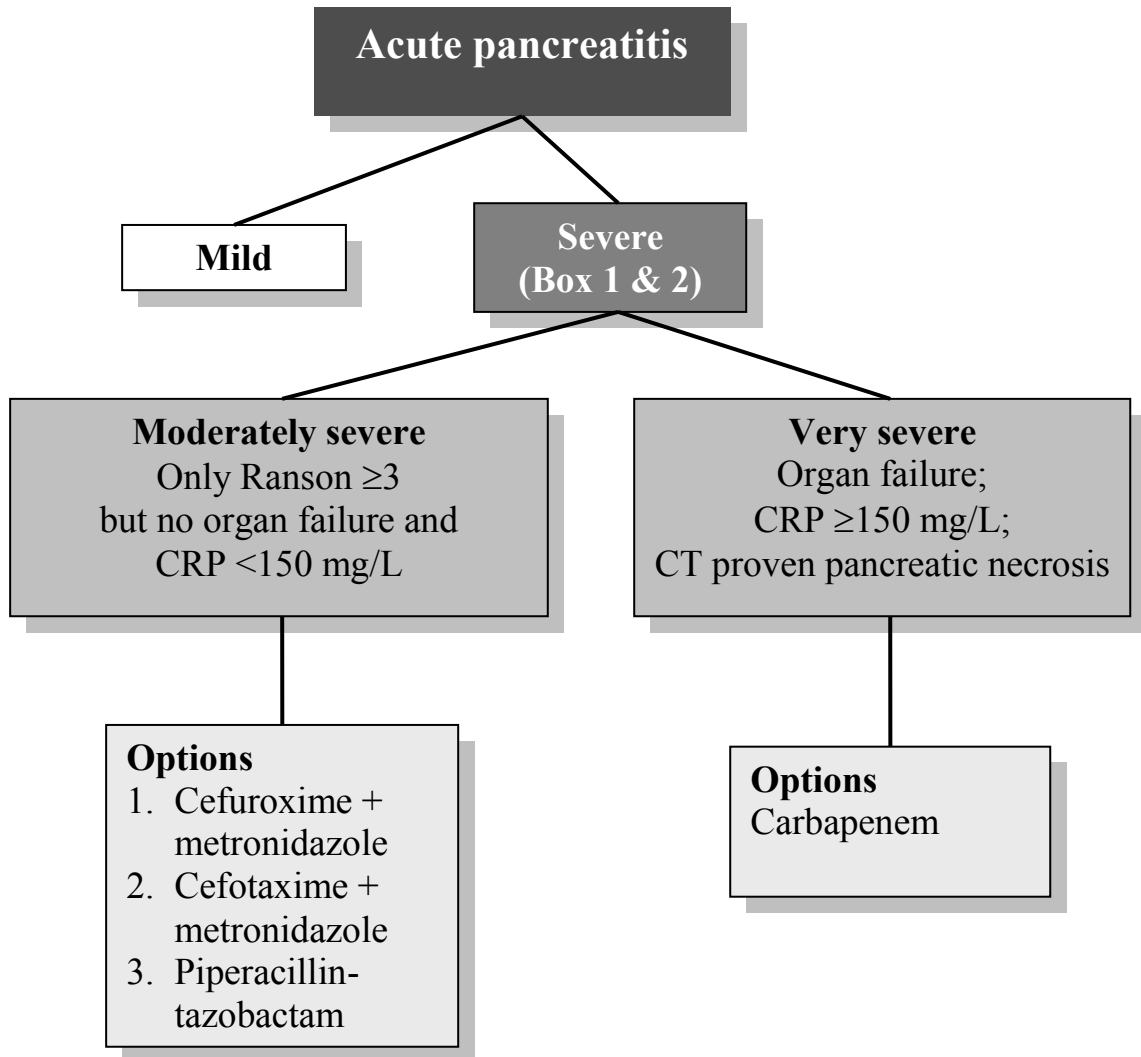 Acute pancreatitis
Mild
Severe
(Box 1 & 2)
Moderately severe
Only Ranson ≥3
but no organ failure and
CRP <150 mg/L
Very severe
Organ failure;
CRP ≥150 mg/L;
CT proven pancreatic necrosis
Options
1. Cefuroxime +
metronidazole
2. Cefotaxime +
metronidazole
3. Piperacillin-
tazobactam
Options
Carbapenem